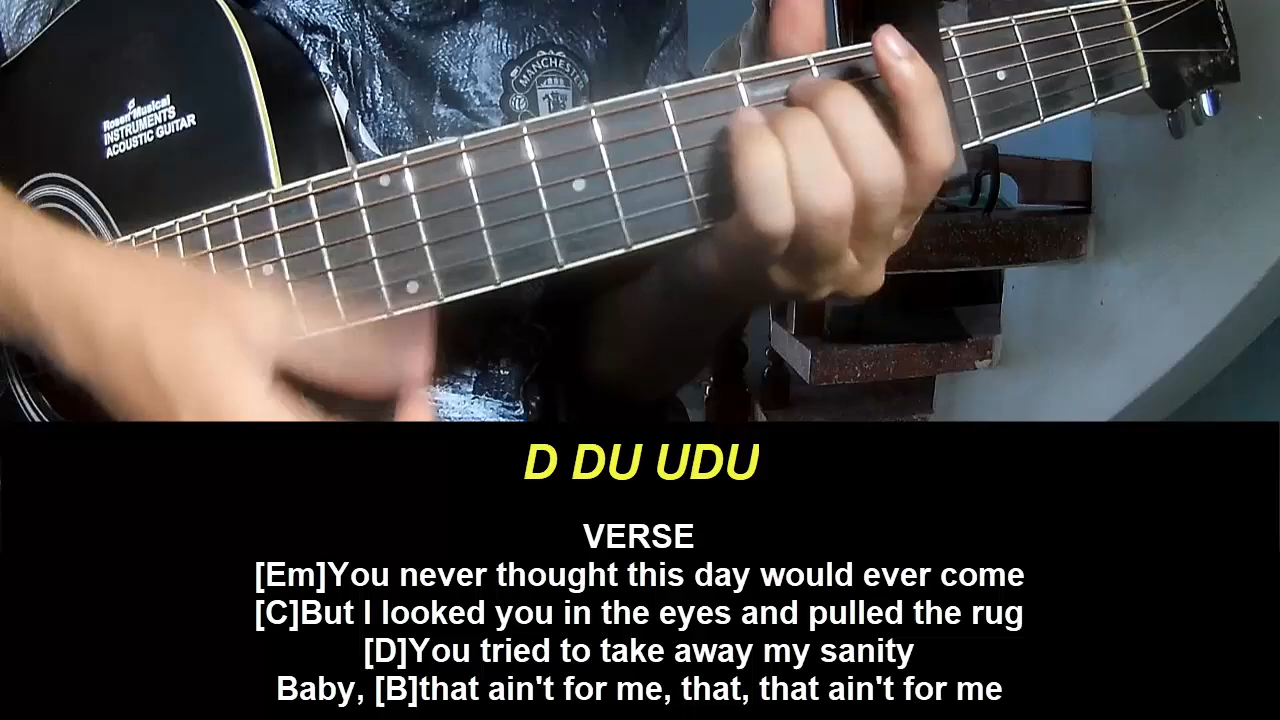 Rosen Musical
INSTRUMENTS
ACOUSTIC GUITAR
MANCHESTER
D DU UDU
VERSE
[Em]You never thought this day would ever come
[C]But I looked you in the eyes and pulled the rug
[D]You tried to take away my sanity
Baby, [B]that ain't for me, that, that ain't for me